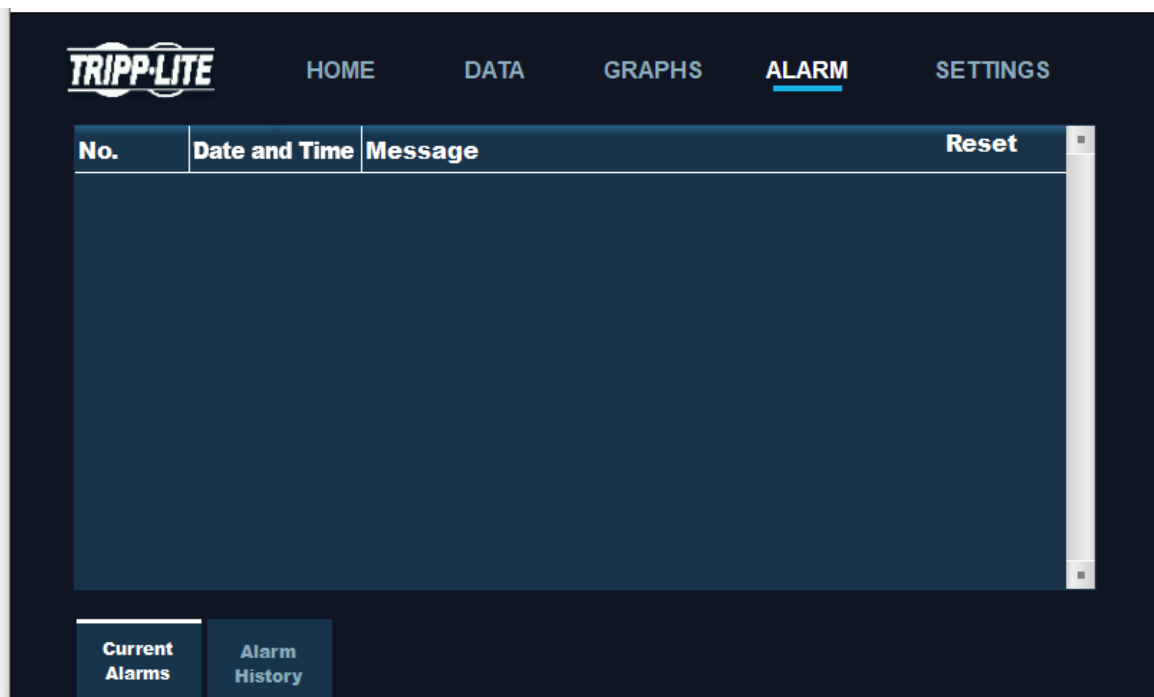 TRIPP·LITE HOME DATA GRAPHS ALARM SETTINGS
No. Date and Time Message Reset
Current Alarm
Alarms History